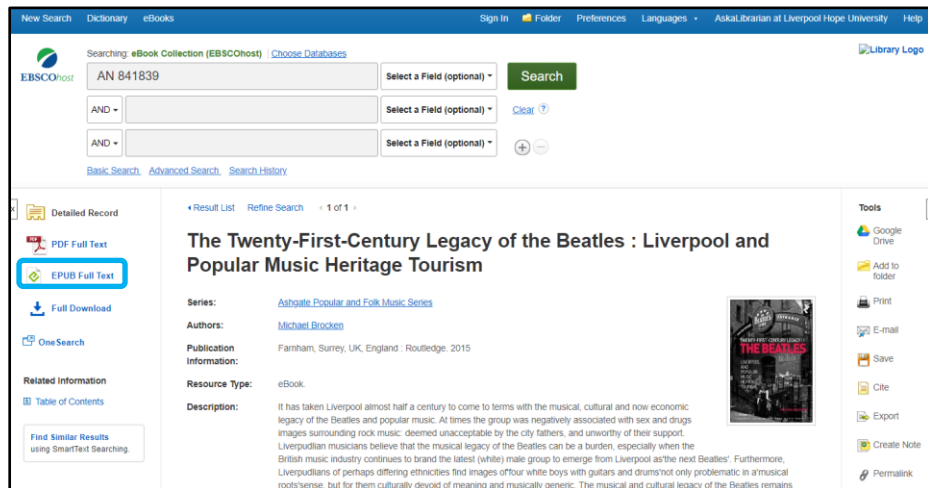 New Search Dictionary eBooks Sign In Folder Preferences Languages AskaLibrarian at Liverpool Hope University Help
Searching: eBook Collection (EBSCOhost) Choose Databases
Library Logo
EBSCOhost
AN 841839 Select a Field (optional) Search
AND Select a Field (optional) Clear ?
AND Select a Field (optional)
Basic Search Advanced Search Search History
Detailed Record
PDF Full Text
EPUB Full Text
Full Download
OneSearch
Related Information
Table of Contents
Find Similar Results
using SmartText Searching.
Result List Refine Search 1 of 1
The Twenty-First-Century Legacy of the Beatles : Liverpool and
Popular Music Heritage Tourism
Series: Ashgate Popular and Folk Music Series
Authors: Michael Brocken
Publication Information: Farnham, Surrey, UK, England : Routledge. 2015
Resource Type: eBook.
Description: It has taken Liverpool almost half a century to come to terms with the musical, cultural and now economic
legacy of the Beatles and popular music. At times the group was negatively associated with sex and drugs
images surrounding rock music: deemed unacceptable by the city fathers, and unworthy of their support.
Liverpudlian musicians believe that the musical legacy of the Beatles can be a burden, especially when the
British music industry continues to brand the latest (white) male group to emerge from Liverpool as'the next Beatles'. Furthermore,
Liverpudlians of perhaps differing ethnicities find images of'four white boys with guitars and drums'not only problematic in a'musical
roots'sense, but for them culturally devoid of meaning and musically generic. The musical and cultural legacy of the Beatles remains
THE BEATLES
Tools
Google
Drive
Add to
folder
Print
E-mail
Save
Cite
Export
Create Note
Permalink